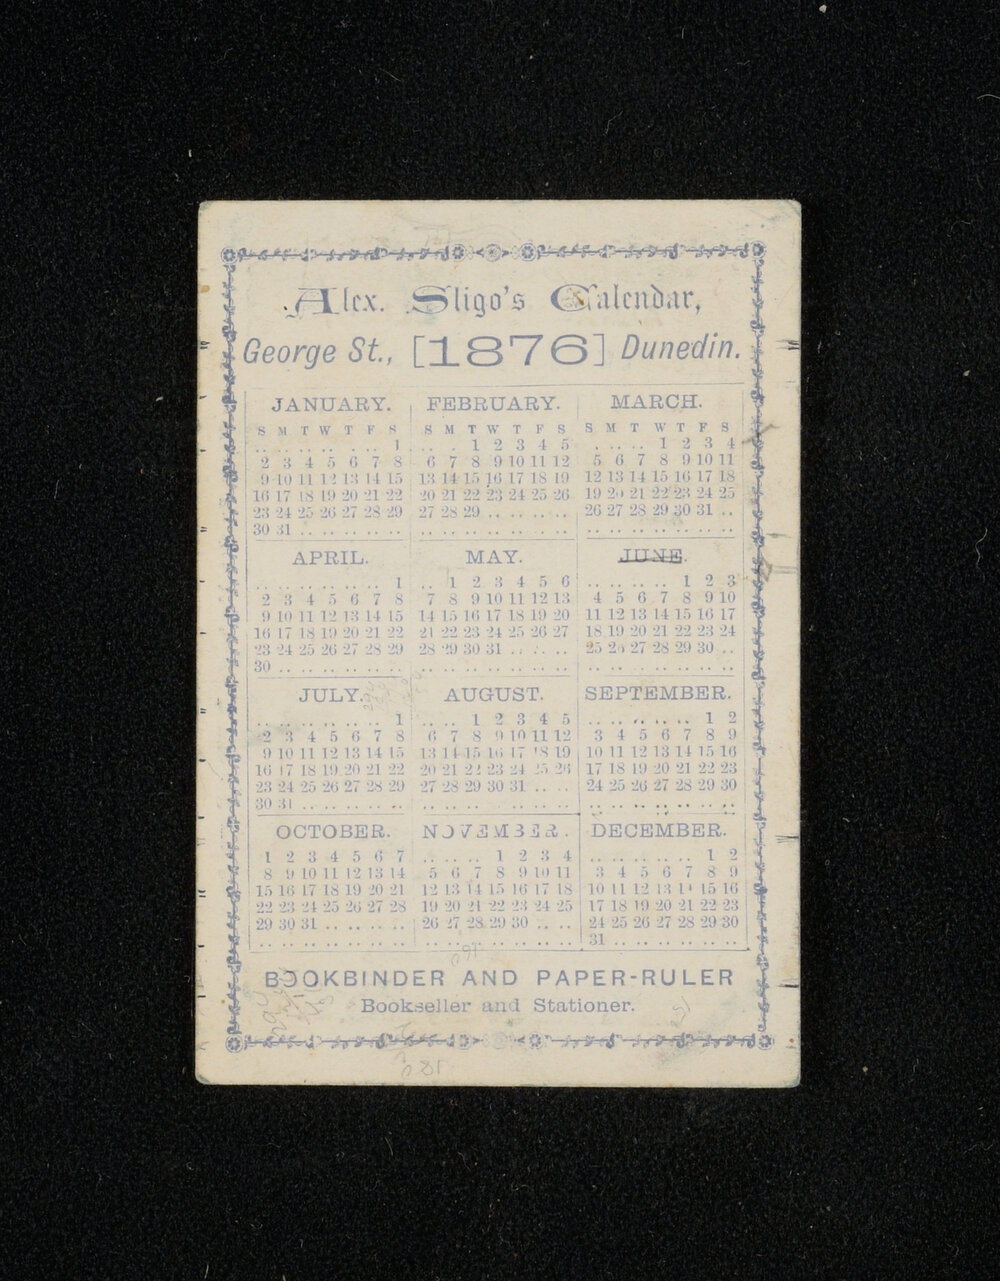 Alex. Sligo's Calendar,
George St., [1876] Dunedin.
JANUARY. FEBRUARY. MARCH.
S M T W T F S S M T W T F S S M T W T F S
.. .. .. .. .. .. 1 .. .. 1 2 3 4 5 .. .. .. 1 2 3 4
2 3 4 5 6 7 8 6 7 8 9 10 11 12 5 6 7 8 9 10 11
9 10 11 12 13 14 15 13 14 15 16 17 18 19 12 13 14 15 16 17 18
16 17 18 19 20 21 22 20 21 22 23 24 25 26 19 20 21 22 23 24 25
23 24 25 26 27 28 29 27 28 29 .. .. .. .. 26 27 28 29 30 31 ..
30 31 .. .. .. .. .. .. .. .. .. .. .. .. .. .. .. .. .. .. ..
APRIL. MAY. JUNE.
.. .. .. .. .. .. 1 .. 1 2 3 4 5 6 .. .. .. .. 1 2 3
2 3 4 5 6 7 8 7 8 9 10 11 12 13 4 5 6 7 8 9 10
9 10 11 12 13 14 15 14 15 16 17 18 19 20 11 12 13 14 15 16 17
16 17 18 19 20 21 22 21 22 23 24 25 26 27 18 19 20 21 22 23 24
23 24 25 26 27 28 29 28 29 30 31 .. .. .. 25 26 27 28 29 30 ..
30 .. .. .. .. .. .. .. .. .. .. .. .. .. .. .. .. .. .. .. ..
JULY. AUGUST. SEPTEMBER.
.. .. .. .. .. .. 1 .. .. 1 2 3 4 5 .. .. .. .. .. 1 2
2 3 4 5 6 7 8 6 7 8 9 10 11 12 3 4 5 6 7 8 9
9 10 11 12 13 14 15 13 14 15 16 17 18 19 10 11 12 13 14 15 16
16 17 18 19 20 21 22 20 21 22 23 24 25 26 17 18 19 20 21 22 23
23 24 25 26 27 28 29 27 28 29 30 31 .. .. 24 25 26 27 28 29 30
30 31 .. .. .. .. .. .. .. .. .. .. .. .. .. .. .. .. .. .. ..
OCTOBER. NOVEMBER. DECEMBER.
1 2 3 4 5 6 7 .. .. .. 1 2 3 4 .. .. .. .. .. 1 2
8 9 10 11 12 13 14 5 6 7 8 9 10 11 3 4 5 6 7 8 9
15 16 17 18 19 20 21 12 13 14 15 16 17 18 10 11 12 13 14 15 16
22 23 24 25 26 27 28 19 20 21 22 23 24 25 17 18 19 20 21 22 23
29 30 31 .. .. .. .. 26 27 28 29 30 .. .. 24 25 26 27 28 29 30
.. .. .. .. .. .. .. .. .. .. .. .. .. .. 31 .. .. .. .. .. ..
BOOKBINDER AND PAPER-RULER
Bookseller and Stationer.